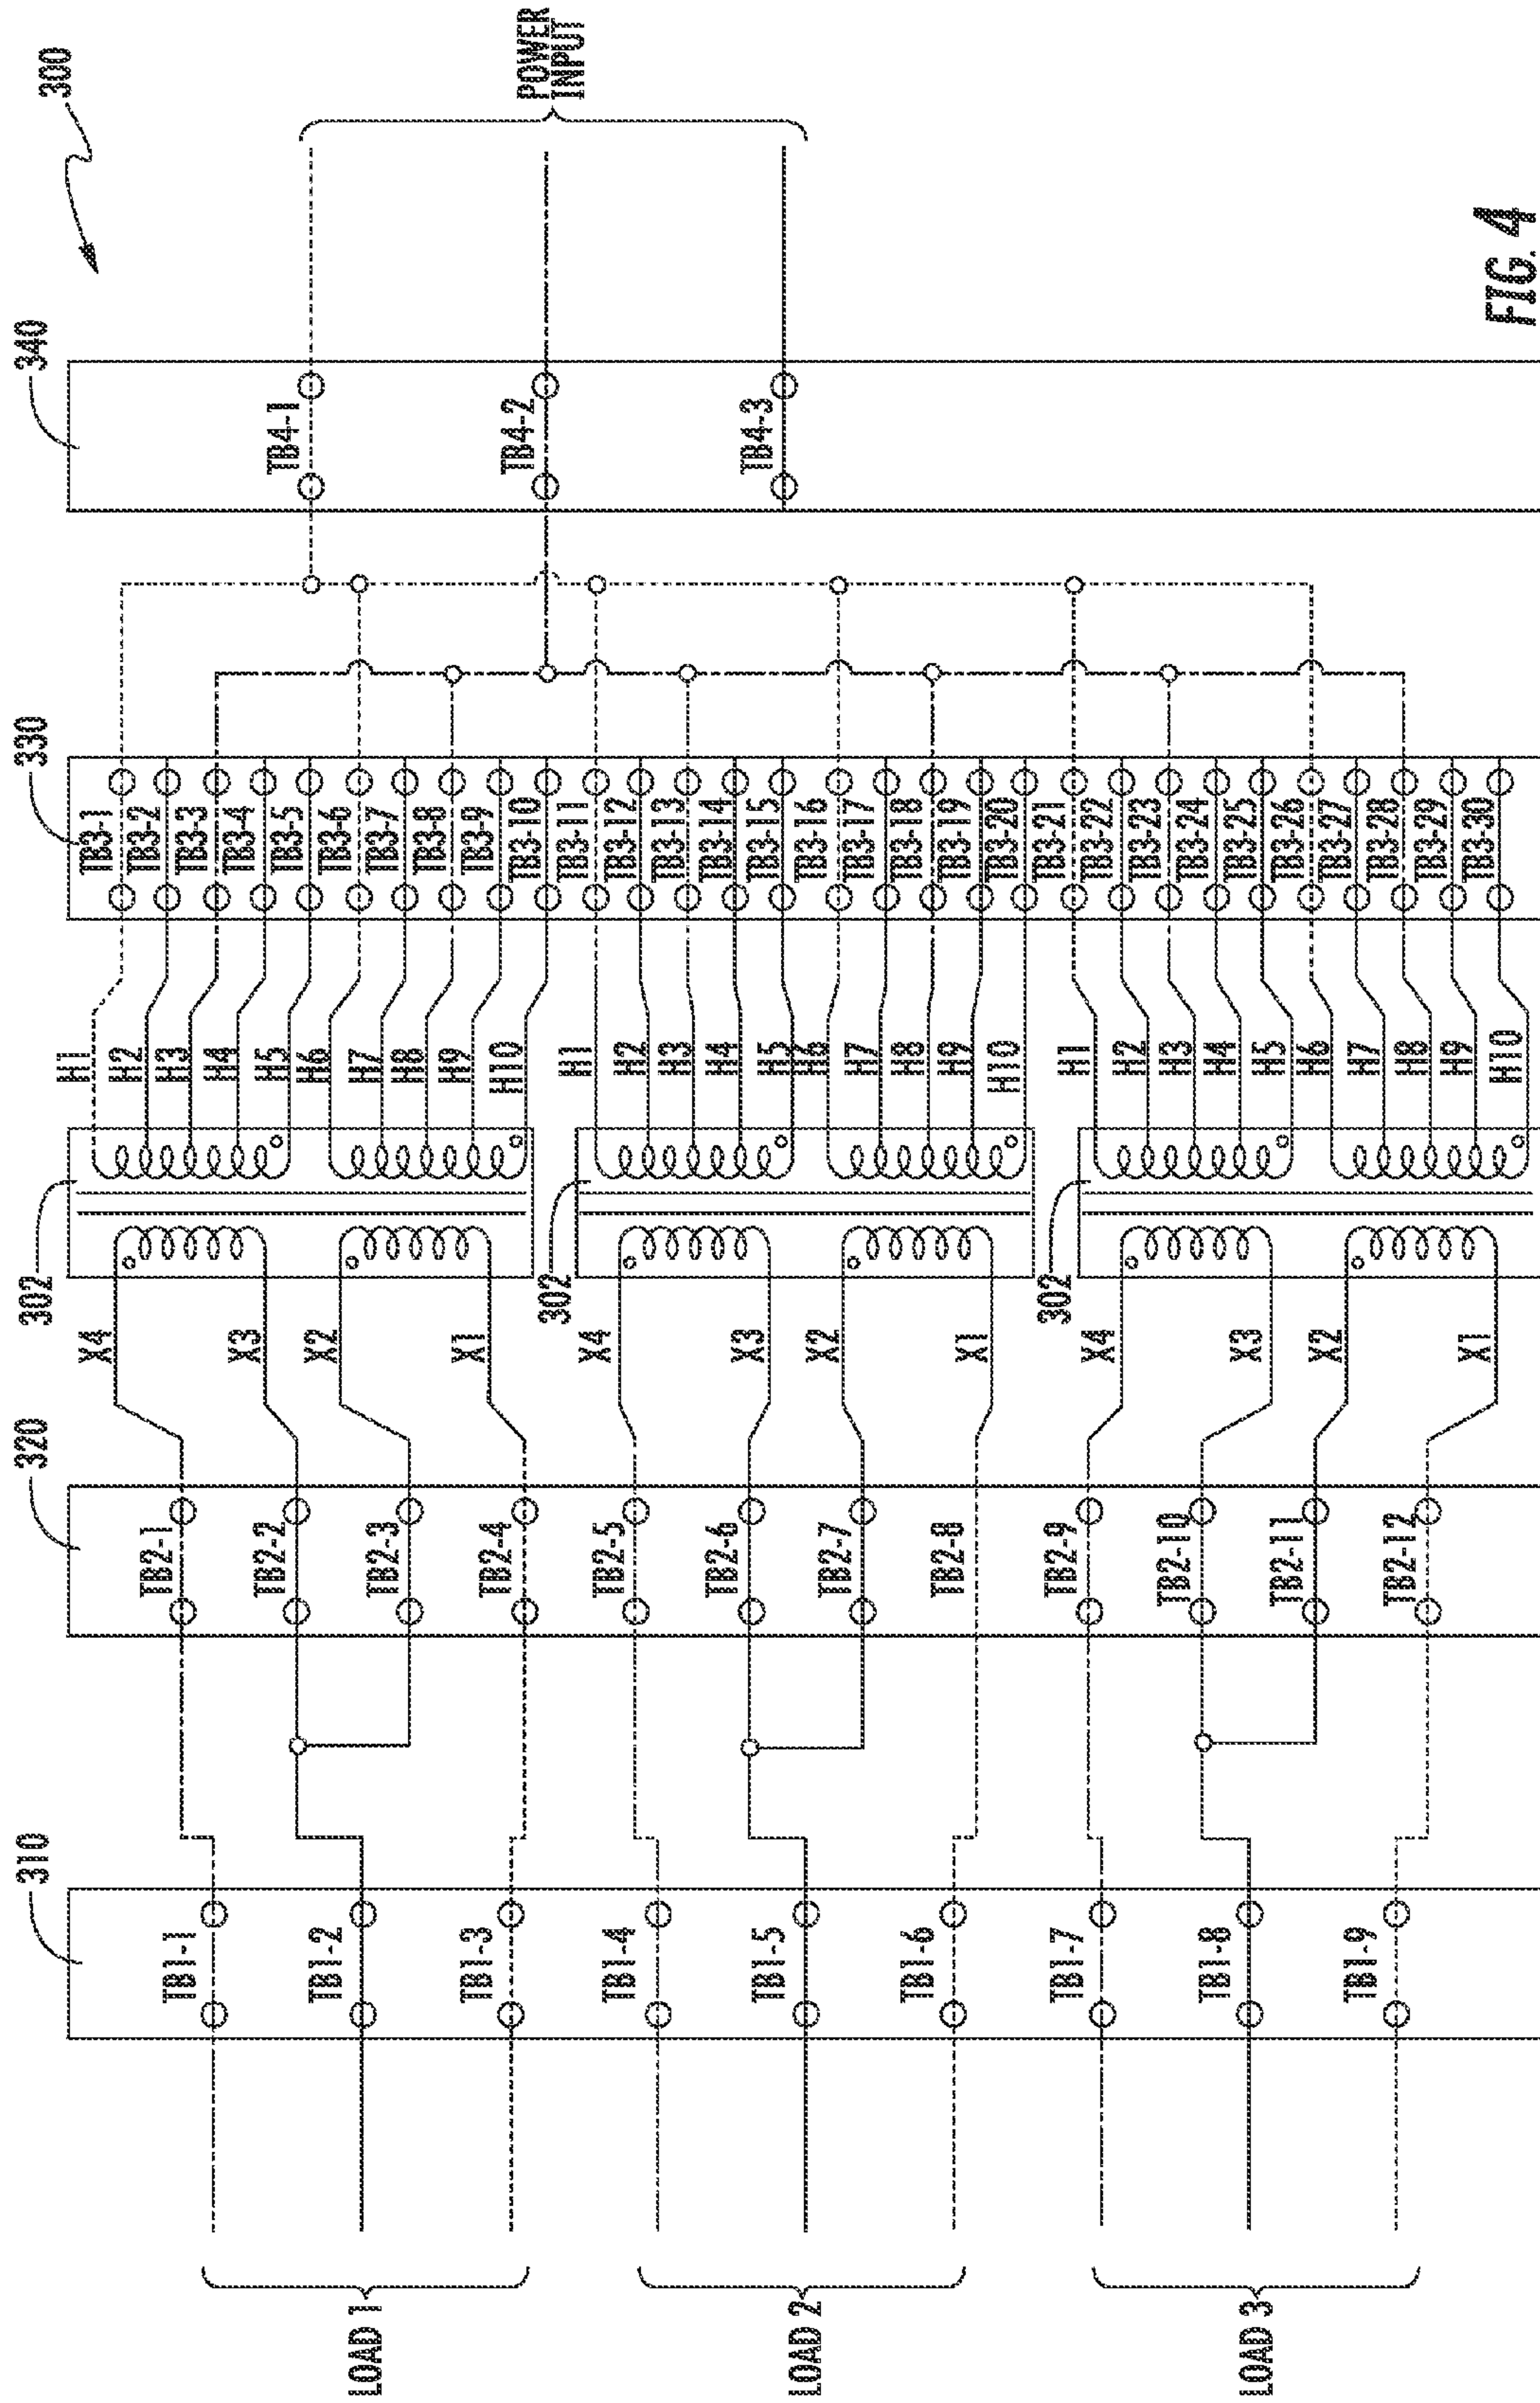 300
340
POWER
INPUT
TB4-1
TB4-2
TB4-3
330
TB3-1
TB3-2
TB3-3
TB3-4
TB3-5
TB3-6
TB3-7
TB3-8
TB3-9
TB3-10
TB3-11
TB3-12
TB3-13
TB3-14
TB3-15
TB3-16
TB3-17
TB3-18
TB3-19
TB3-20
TB3-21
TB3-22
TB3-23
TB3-24
TB3-25
TB3-26
TB3-27
TB3-28
TB3-29
TB3-30
H1
H2
H3
H4
H5
H6
H7
H8
H9
H10
H1
H2
H3
H4
H5
H6
H7
H8
H9
H10
H1
H2
H3
H4
H5
H6
H7
H8
H9
H10
302
302
302
X4
X3
X2
X1
X4
X3
X2
X1
X4
X3
X2
X1
320
TB2-1
TB2-2
TB2-3
TB2-4
TB2-5
TB2-6
TB2-7
TB2-8
TB2-9
TB2-10
TB2-11
TB2-12
310
TB1-1
TB1-2
TB1-3
TB1-4
TB1-5
TB1-6
TB1-7
TB1-8
TB1-9
LOAD 1
LOAD 2
LOAD 3
FIG. 4